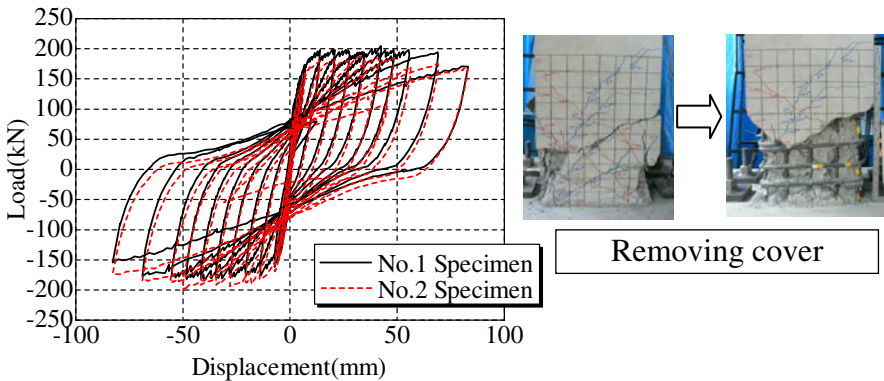 250
200
150
100
50
0
-50
-100
-150
-200
-250
Load(kN)
-100 -50 0 50 100
Displacement(mm)
No.1 Specimen
No.2 Specimen
Removing cover